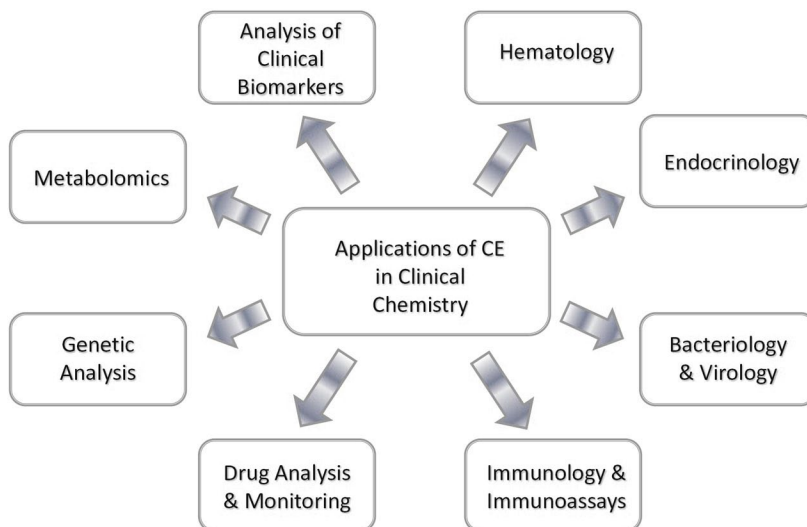 Analysis of
Clinical
Biomarkers
Hematology
Metabolomics
Endocrinology
Applications of CE
in Clinical
Chemistry
Genetic
Analysis
Bacteriology
& Virology
Drug Analysis
& Monitoring
Immunology &
Immunoassays